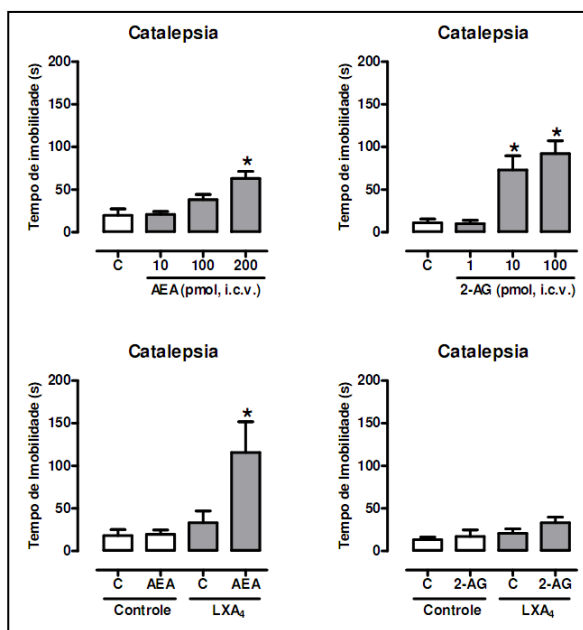 Catalepsia
Tempo de imobilidade (s)
200
150
100
50
0
*
C 10 100 200
AEA (pmol, i.c.v.)
Catalepsia
Tempo de imobilidade (s)
200
150
100
50
0
* *
C 1 10 100
2-AG (pmol, i.c.v.)
Catalepsia
Tempo de Imobilidade (s)
200
150
100
50
0
*
C AEA C AEA
Controle LXA₄
Catalepsia
Tempo de Imobilidade (s)
200
150
100
50
0
C 2-AG C 2-AG
Controle LXA₄